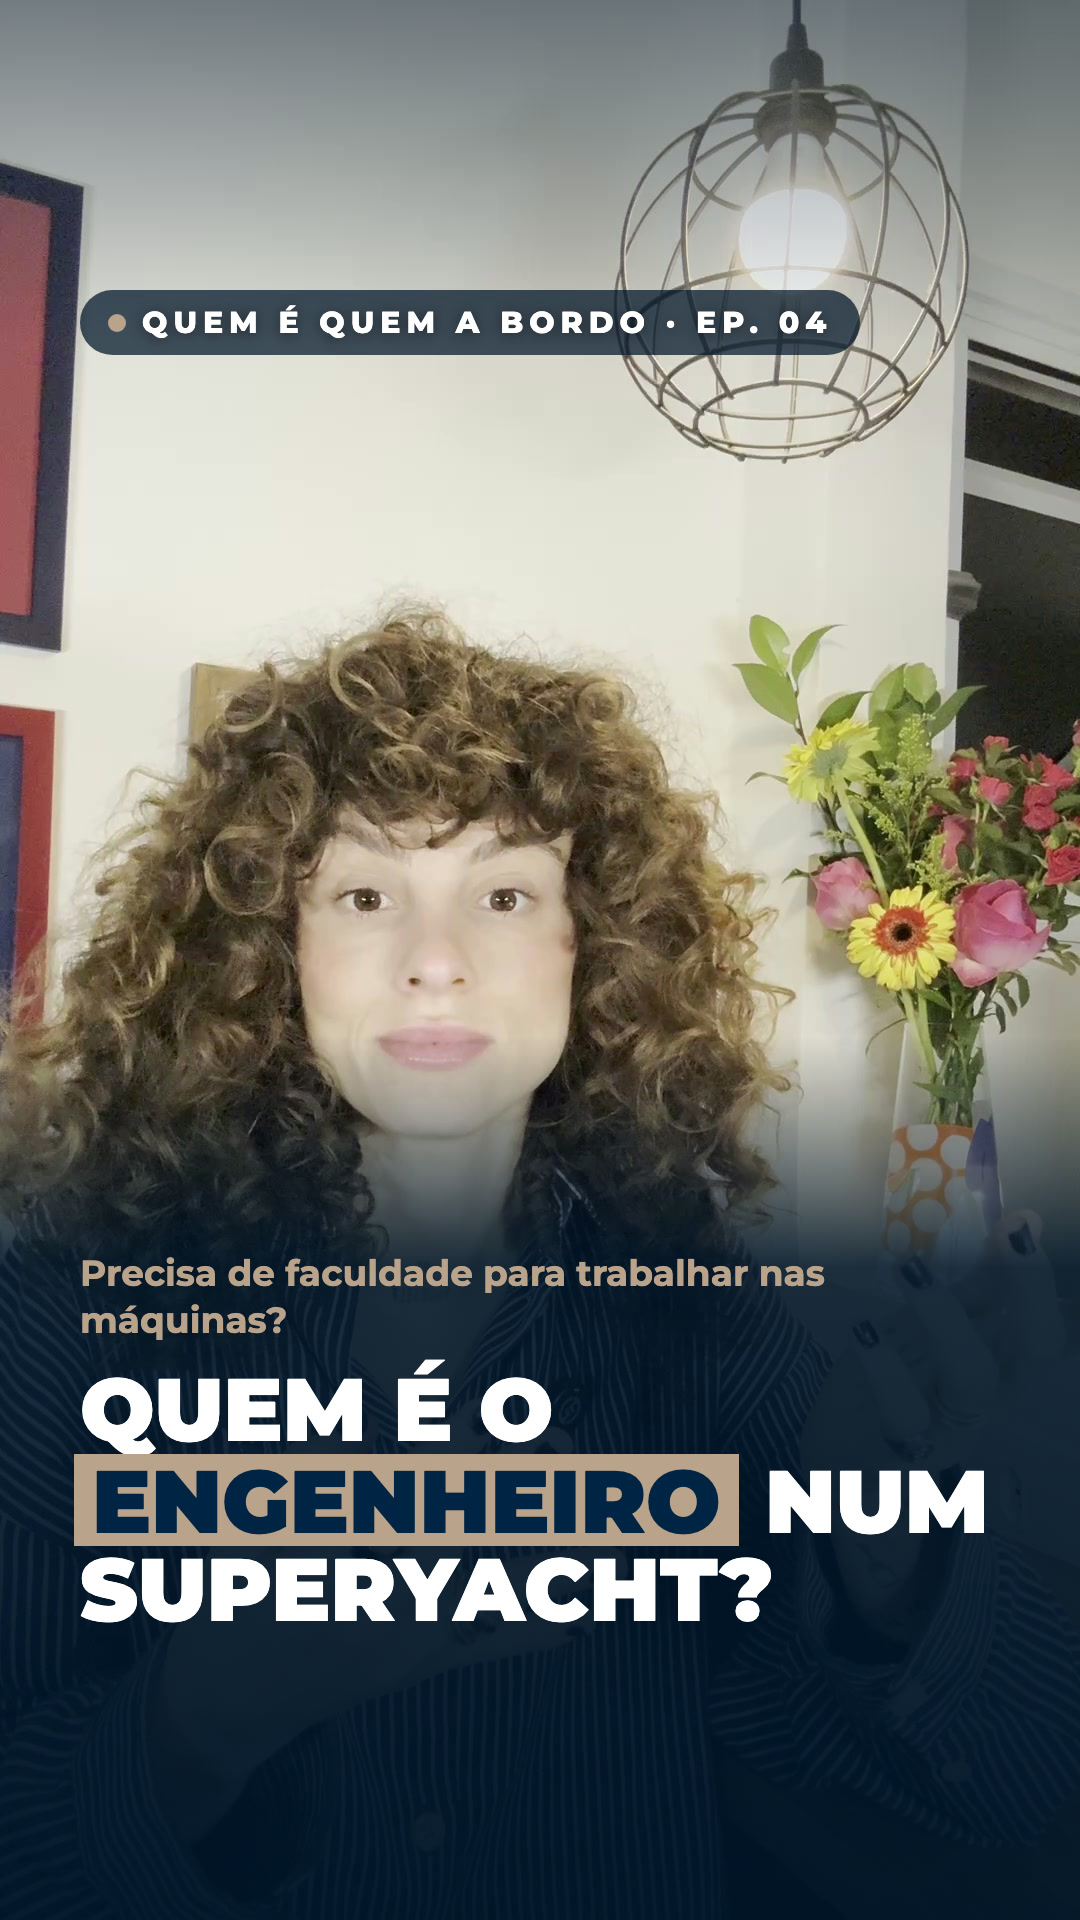 QUEM É QUEM A BORDO · EP. 04
Precisa de faculdade para trabalhar nas
máquinas?
QUEM É O
ENGENHEIRO NUM
SUPERYACHT?